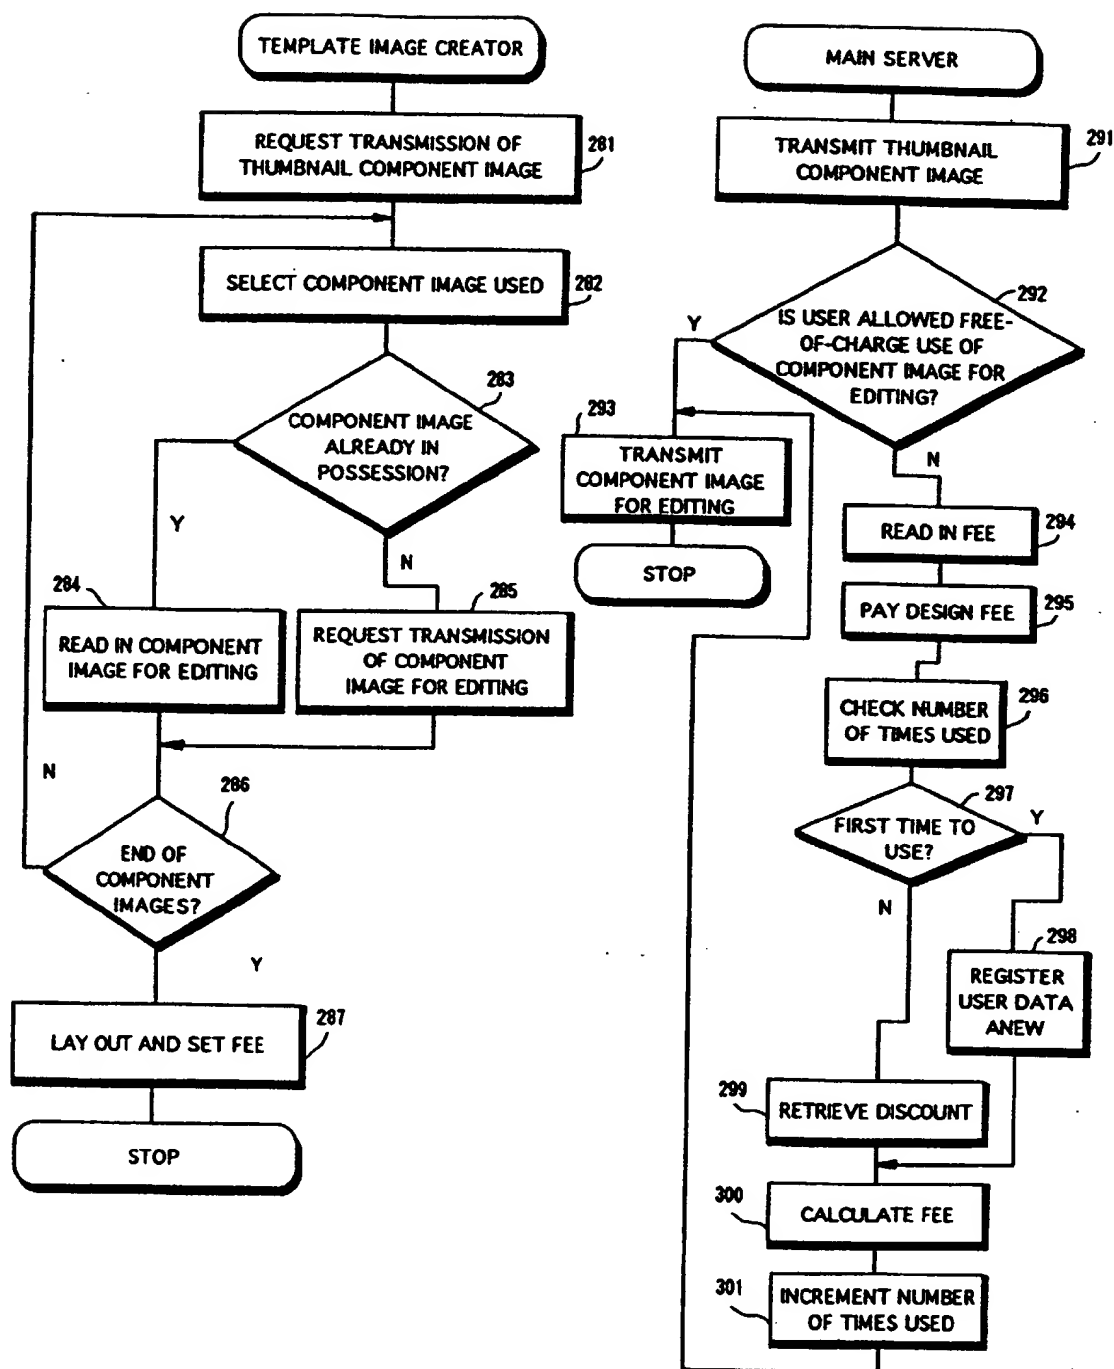 TEMPLATE IMAGE CREATOR
REQUEST TRANSMISSION OF
THUMBNAIL COMPONENT IMAGE
281
SELECT COMPONENT IMAGE USED
282
283
COMPONENT IMAGE
ALREADY IN
POSSESSION?
Y
N
284
READ IN COMPONENT
IMAGE FOR EDITING
285
REQUEST TRANSMISSION
OF COMPONENT
IMAGE FOR EDITING
N
286
END OF
COMPONENT
IMAGES?
Y
287
LAY OUT AND SET FEE
STOP
MAIN SERVER
291
TRANSMIT THUMBNAIL
COMPONENT IMAGE
292
IS USER ALLOWED FREE-
OF-CHARGE USE OF
COMPONENT IMAGE FOR
EDITING?
Y
N
293
TRANSMIT
COMPONENT IMAGE
FOR EDITING
STOP
294
READ IN FEE
PAY DESIGN FEE
295
CHECK NUMBER
OF TIMES USED
296
297
FIRST TIME TO
USE?
Y
N
298
REGISTER
USER DATA
ANEW
299
RETRIEVE DISCOUNT
300
CALCULATE FEE
301
INCREMENT NUMBER
OF TIMES USED